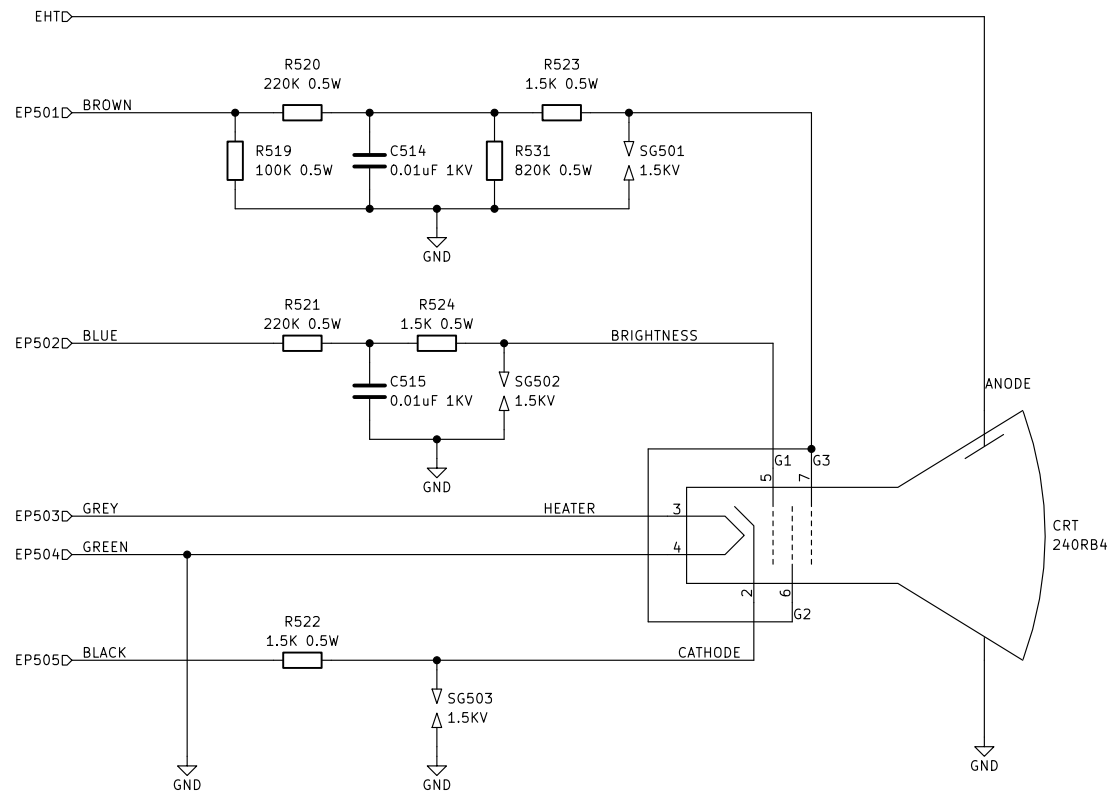 EHT
R520
220K 0.5W
R523
1.5K 0.5W
EP501
BROWN
R519
100K 0.5W
C514
0.01uF 1KV
R531
820K 0.5W
SG501
1.5KV
GND
R521
220K 0.5W
R524
1.5K 0.5W
EP502
BLUE
BRIGHTNESS
C515
0.01uF 1KV
SG502
1.5KV
ANODE
GND
G1
G3
5
7
EP503
GREY
HEATER
3
CRT
240RB4
EP504
GREEN
4
2
6
G2
R522
1.5K 0.5W
EP505
BLACK
CATHODE
SG503
1.5KV
GND
GND
GND